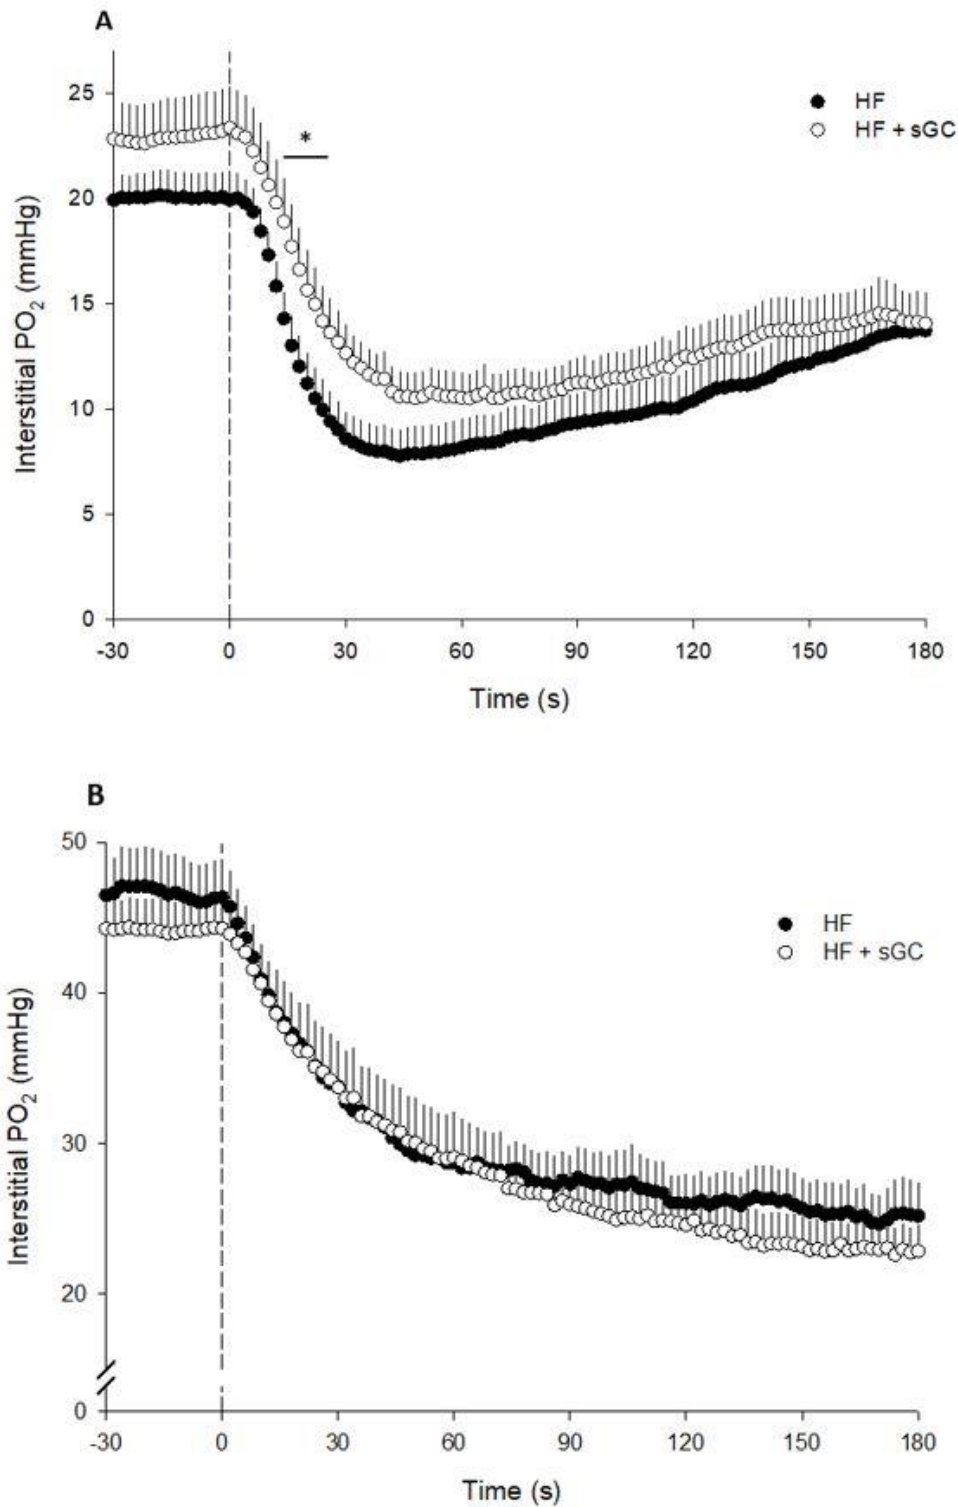 A
25
20
15
10
5
0
Interstitial PO2 (mmHg)
HF
HF + sGC
*
-30 0 30 60 90 120 150 180
Time (s)
B
50
40
30
20
0
Interstitial PO2 (mmHg)
HF
HF + sGC
-30 0 30 60 90 120 150 180
Time (s)